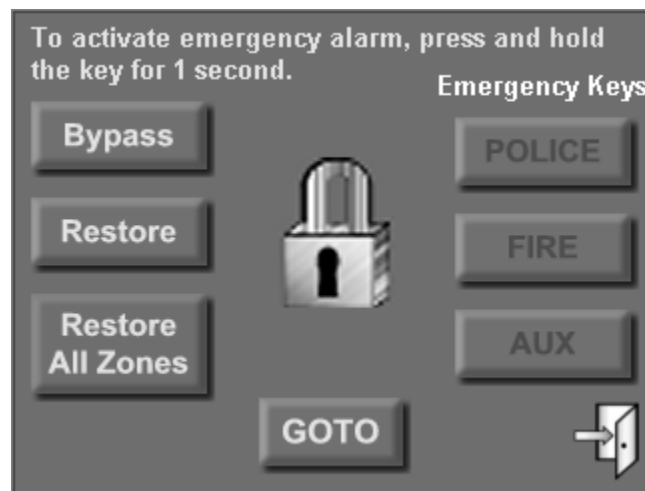 To activate emergency alarm, press and hold
the key for 1 second.
Emergency Keys
Bypass
POLICE
Restore
FIRE
Restore
All Zones
AUX
GOTO